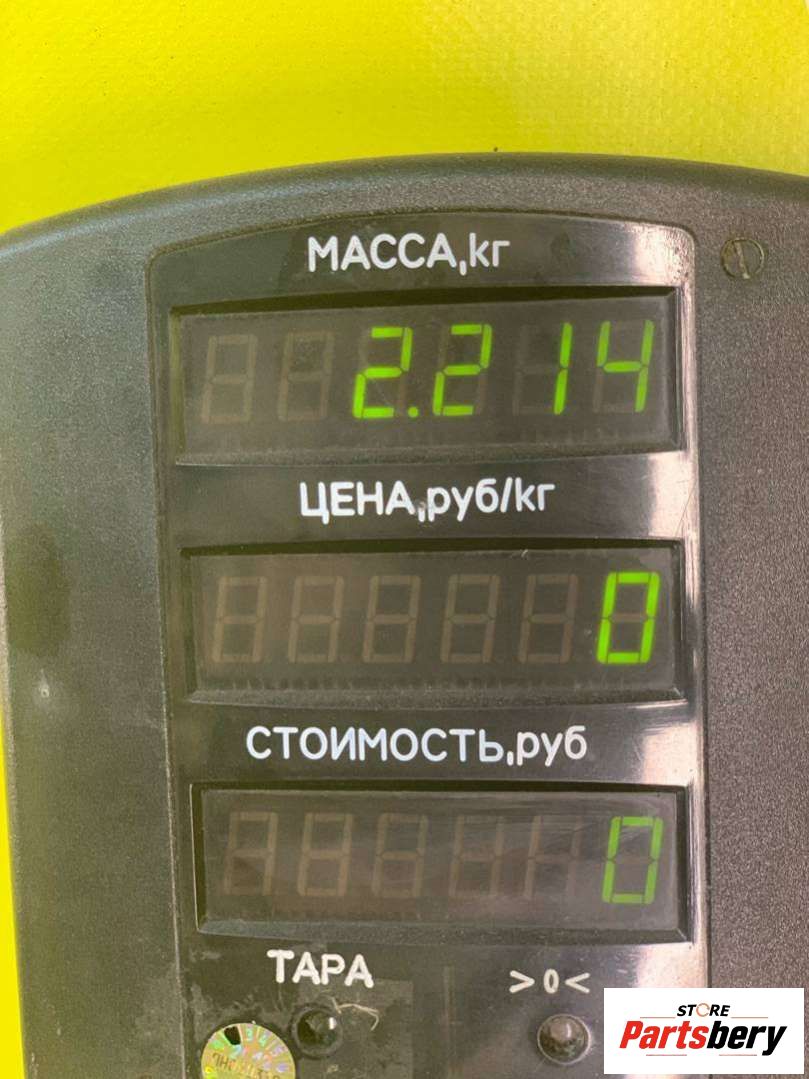 МАССА,кг
2.214
ЦЕНА,руб/кг
0
СТОИМОСТЬ,руб
0
ТАРА >0<
STORE
Partsbery